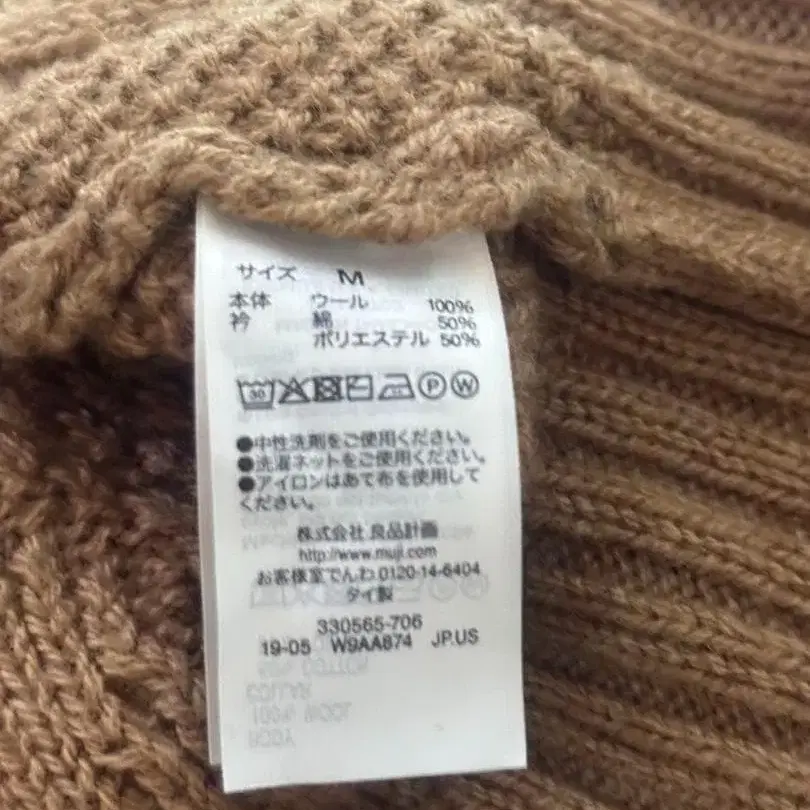 サイズ M
本体 ウール 100%
衿 綿 50%
ポリエステル 50%
30 P W
●中性洗剤をご使用ください。
●洗濯ネットをご使用ください。
●アイロンはあて布を使用して
ください。
株式会社 良品計画
http://www.muji.com
お客様室でんわ 0120-14-6404
タイ製
330565-706
19-05 W9AA874 JP.US